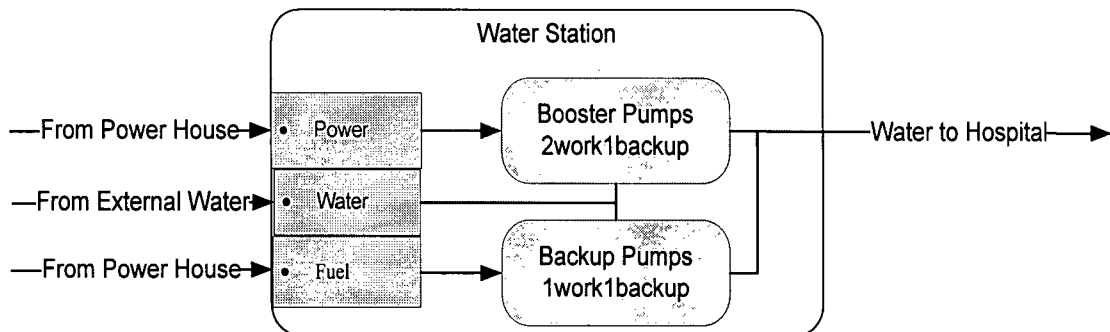 Water Station
From Power House
Power
Booster Pumps
2work1backup
Water to Hospital
From External Water
Water
From Power House
Fuel
Backup Pumps
1work1backup